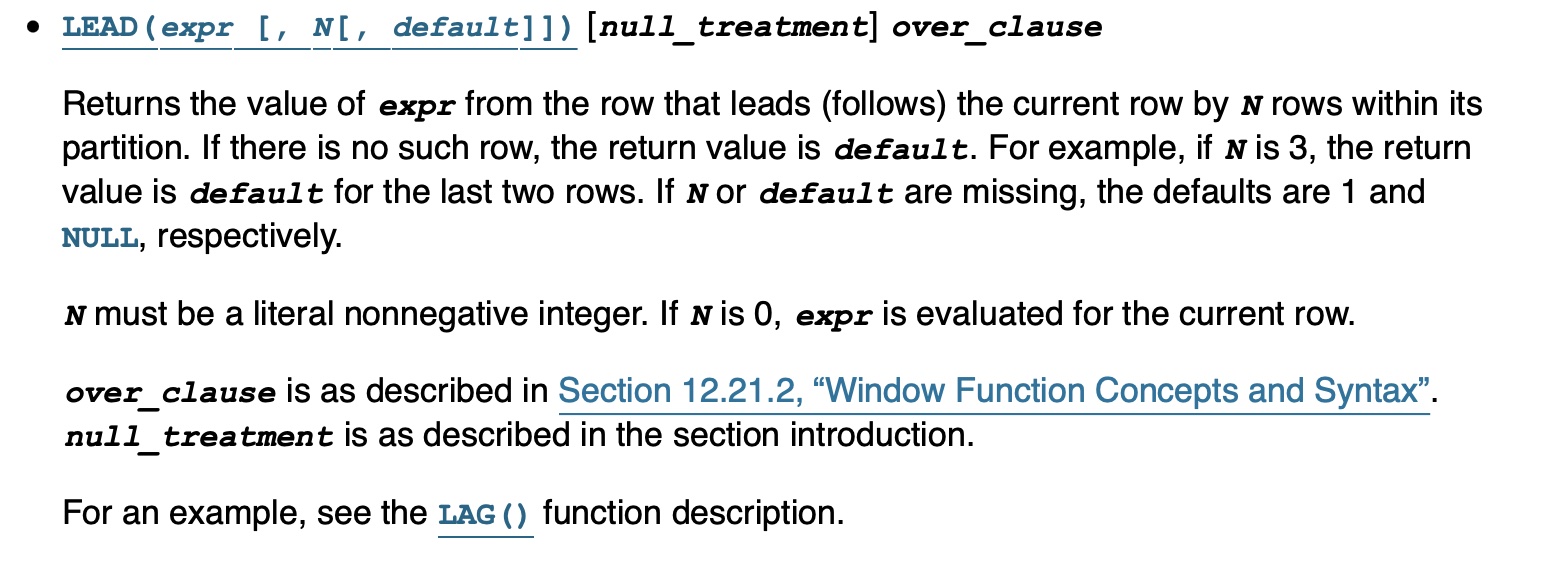 • LEAD(expr [, N[, default]]) [null_treatment] over_clause
Returns the value of expr from the row that leads (follows) the current row by N rows within its
partition. If there is no such row, the return value is default. For example, if N is 3, the return
value is default for the last two rows. If N or default are missing, the defaults are 1 and
NULL, respectively.
N must be a literal nonnegative integer. If N is 0, expr is evaluated for the current row.
over_clause is as described in Section 12.21.2, “Window Function Concepts and Syntax”.
null_treatment is as described in the section introduction.
For an example, see the LAG() function description.